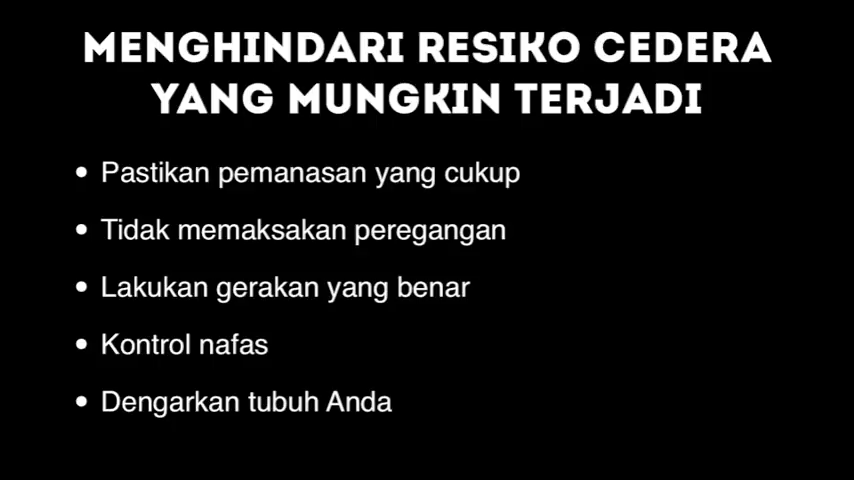 MENGHINDARI RESIKO CEDERA
YANG MUNGKIN TERJADI
• Pastikan pemanasan yang cukup
• Tidak memaksakan peregangan
• Lakukan gerakan yang benar
• Kontrol nafas
• Dengarkan tubuh Anda